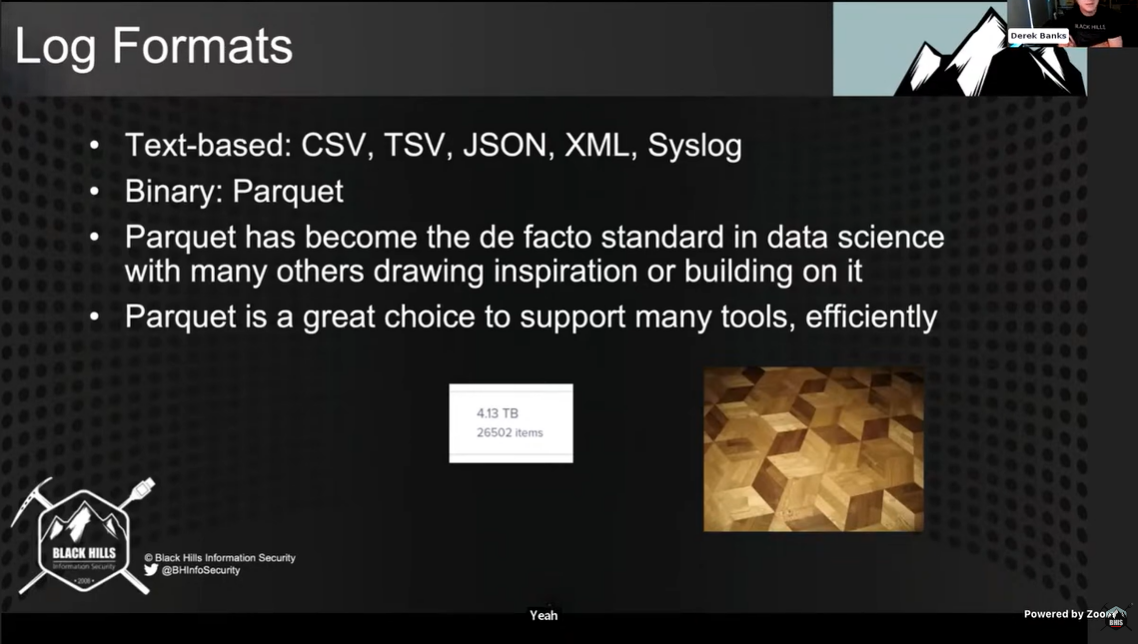 Log Formats
BLACK HILLS
Derek Banks
• Text-based: CSV, TSV, JSON, XML, Syslog
• Binary: Parquet
• Parquet has become the de facto standard in data science
with many others drawing inspiration or building on it
• Parquet is a great choice to support many tools, efficiently
4.13 TB
26502 items
BLACK HILLS
Information Security
• 2008 •
© Black Hills Information Security
@BHInfoSecurity
Yeah
Powered by Zoom
BHIS